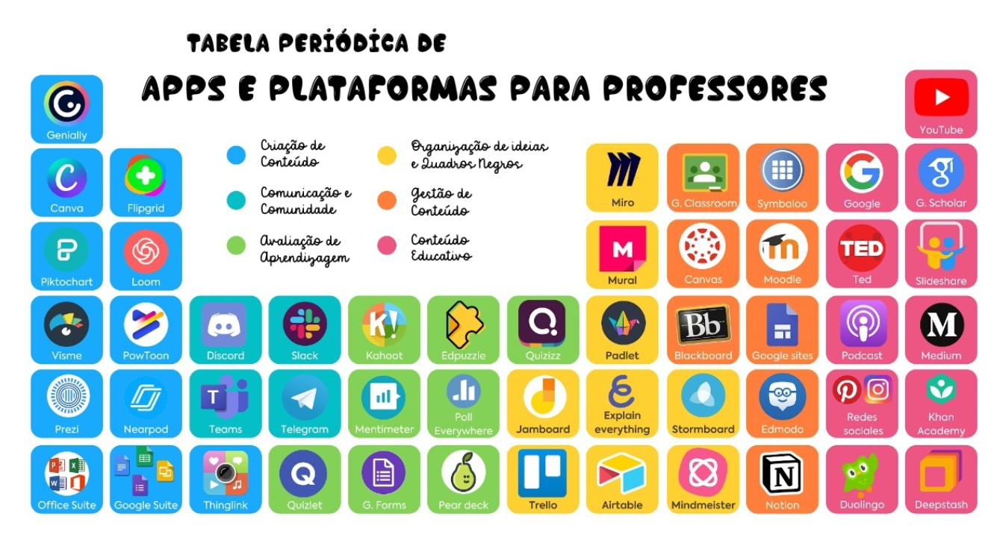 TABELA PERIÓDICA DE
APPS E PLATAFORMAS PARA PROFESSORES
Criação de
Conteúdo
Organização de ideias
e Quadros Negros
Comunicação e
Comunidade
Gestão de
Conteúdo
Avaliação de
Aprendizagem
Conteúdo
Educativo
Genially
YouTube
Canva
Flipgrid
Miro
G. Classroom
Symbaloo
Google
G. Scholar
Piktochart
Loom
M
Mural
Canvas
m
Moodle
TED
Ted
Slideshare
Visme
PowToon
Discord
Slack
K!
Kahoot
Edpuzzle
Q
Quizizz
Padlet
Bb
Blackboard
Google sites
Podcast
M
Medium
Prezi
Nearpod
T
Teams
Telegram
Mentimeter
Poll
Everywhere
Jamboard
Explain
everything
Stormboard
Edmodo
Redes
sociales
Khan
Academy
Office Suite
Google Suite
Thinglink
Q
Quizlet
G. Forms
Pear deck
Trello
Airtable
Mindmeister
N
Notion
Duolingo
Deepstash